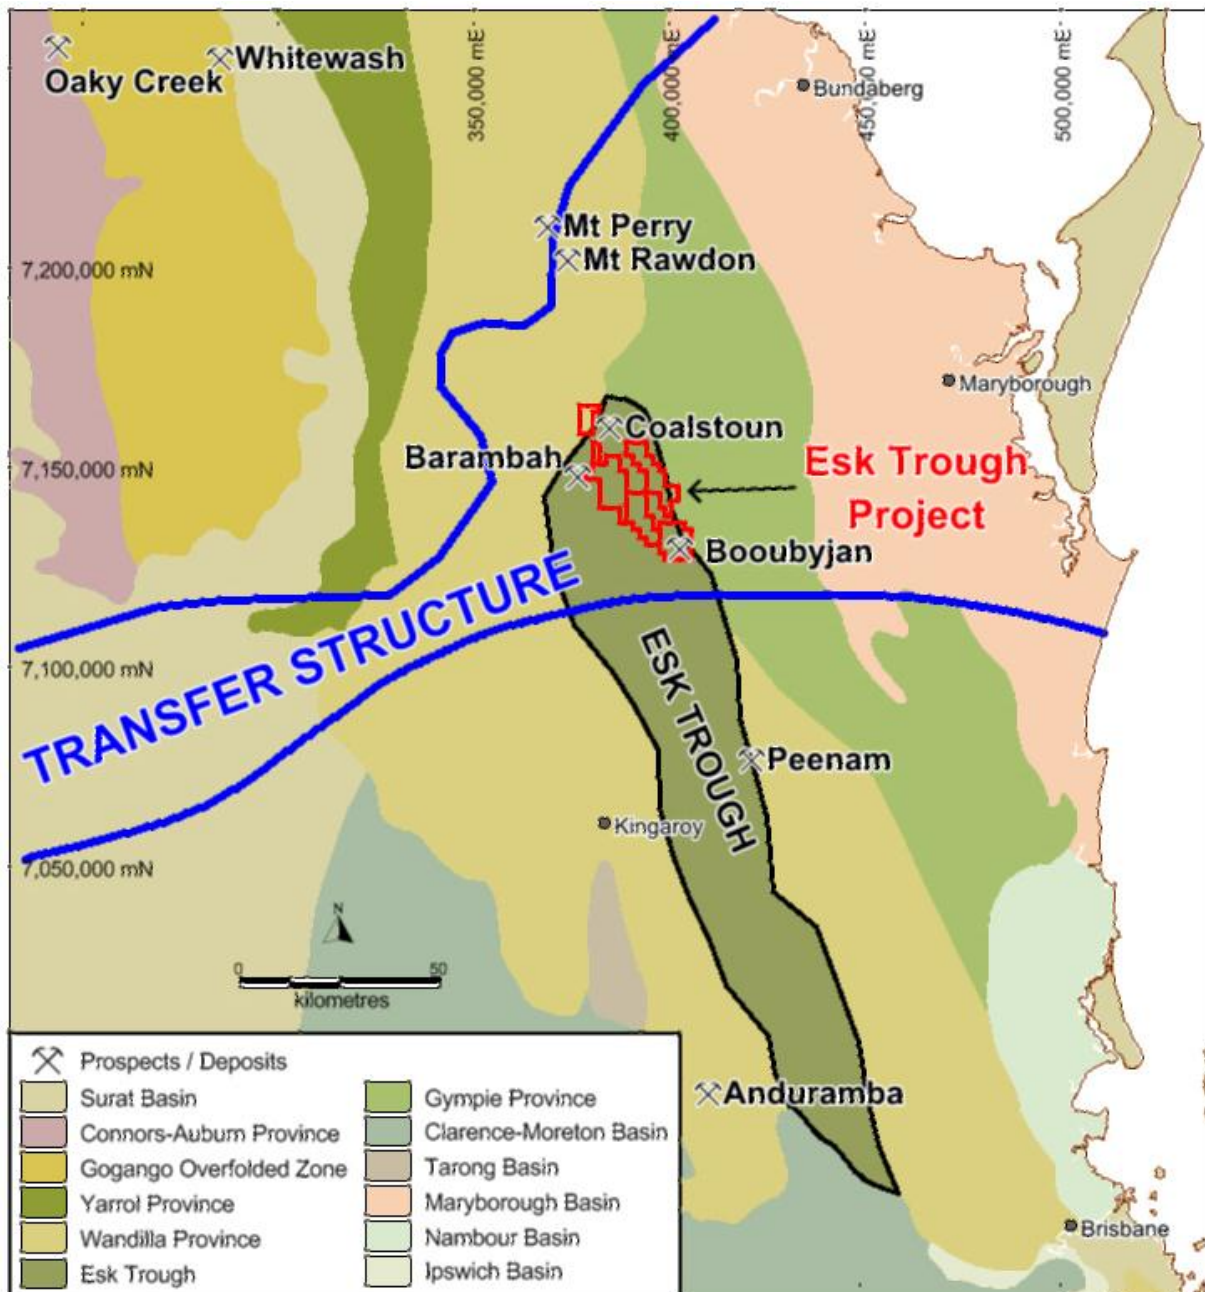 350,000 mE
400,000 mE
450,000 mE
500,000 mE
Oaky Creek
Whitewash
Bundaberg
Mt Perry
Mt Rawdon
7,200,000 mN
Maryborough
Coalstoun
Barambah
7,150,000 mN
Esk Trough
Project
Booubyjan
TRANSFER STRUCTURE
7,100,000 mN
ESK TROUGH
Peenam
Kingaroy
7,050,000 mN
N
0 50
kilometres
Anduramba
Brisbane
Prospects / Deposits
Surat Basin
Connors-Auburn Province
Gogango Overfolded Zone
Yarrol Province
Wandilla Province
Esk Trough
Gympie Province
Clarence-Moreton Basin
Tarong Basin
Maryborough Basin
Nambour Basin
Ipswich Basin